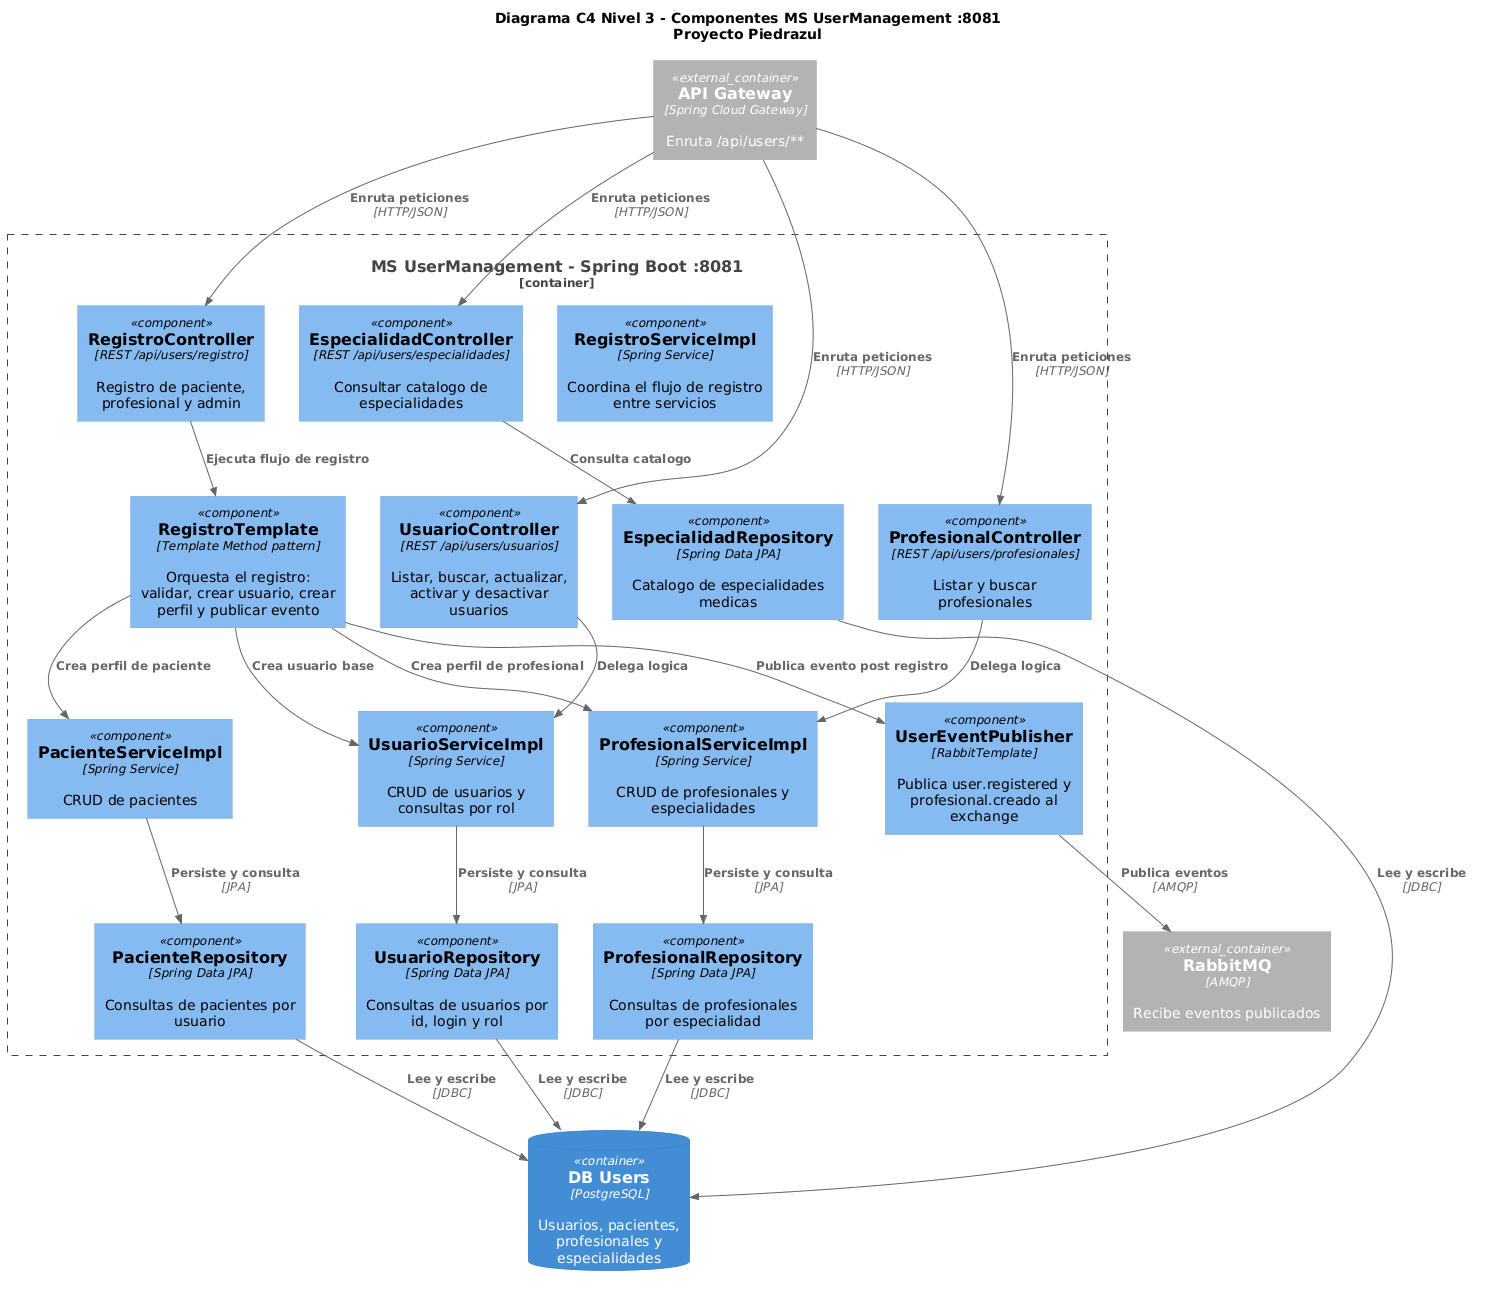 Diagrama C4 Nivel 3 - Componentes MS UserManagement :8081
Proyecto Piedrazul
«external_container»
API Gateway
[Spring Cloud Gateway]
Enruta /api/users/**
Enruta peticiones
[HTTP/JSON]
Enruta peticiones
[HTTP/JSON]
MS UserManagement - Spring Boot :8081
[container]
«component»
RegistroController
[REST /api/users/registro]
Registro de paciente,
profesional y admin
«component»
EspecialidadController
[REST /api/users/especialidades]
Consultar catalogo de
especialidades
«component»
RegistroServiceImpl
[Spring Service]
Coordina el flujo de registro
entre servicios
Enruta peticiones
[HTTP/JSON]
Enruta peticiones
[HTTP/JSON]
Ejecuta flujo de registro
Consulta catalogo
«component»
RegistroTemplate
[Template Method pattern]
Orquesta el registro:
validar, crear usuario, crear
perfil y publicar evento
«component»
UsuarioController
[REST /api/users/usuarios]
Listar, buscar, actualizar,
activar y desactivar
usuarios
«component»
EspecialidadRepository
[Spring Data JPA]
Catalogo de especialidades
medicas
«component»
ProfesionalController
[REST /api/users/profesionales]
Listar y buscar
profesionales
Crea perfil de paciente
Crea usuario base
Crea perfil de profesional
Delega logica
Publica evento post registro
Delega logica
«component»
PacienteServiceImpl
[Spring Service]
CRUD de pacientes
«component»
UsuarioServiceImpl
[Spring Service]
CRUD de usuarios y
consultas por rol
«component»
ProfesionalServiceImpl
[Spring Service]
CRUD de profesionales y
especialidades
«component»
UserEventPublisher
[RabbitTemplate]
Publica user.registered y
profesional.creado al
exchange
Persiste y consulta
[JPA]
Persiste y consulta
[JPA]
Persiste y consulta
[JPA]
Publica eventos
[AMQP]
Lee y escribe
[JDBC]
«component»
PacienteRepository
[Spring Data JPA]
Consultas de pacientes por
usuario
«component»
UsuarioRepository
[Spring Data JPA]
Consultas de usuarios por
id, login y rol
«component»
ProfesionalRepository
[Spring Data JPA]
Consultas de profesionales
por especialidad
«external_container»
RabbitMQ
[AMQP]
Recibe eventos publicados
Lee y escribe
[JDBC]
Lee y escribe
[JDBC]
Lee y escribe
[JDBC]
«container»
DB Users
[PostgreSQL]
Usuarios, pacientes,
profesionales y
especialidades